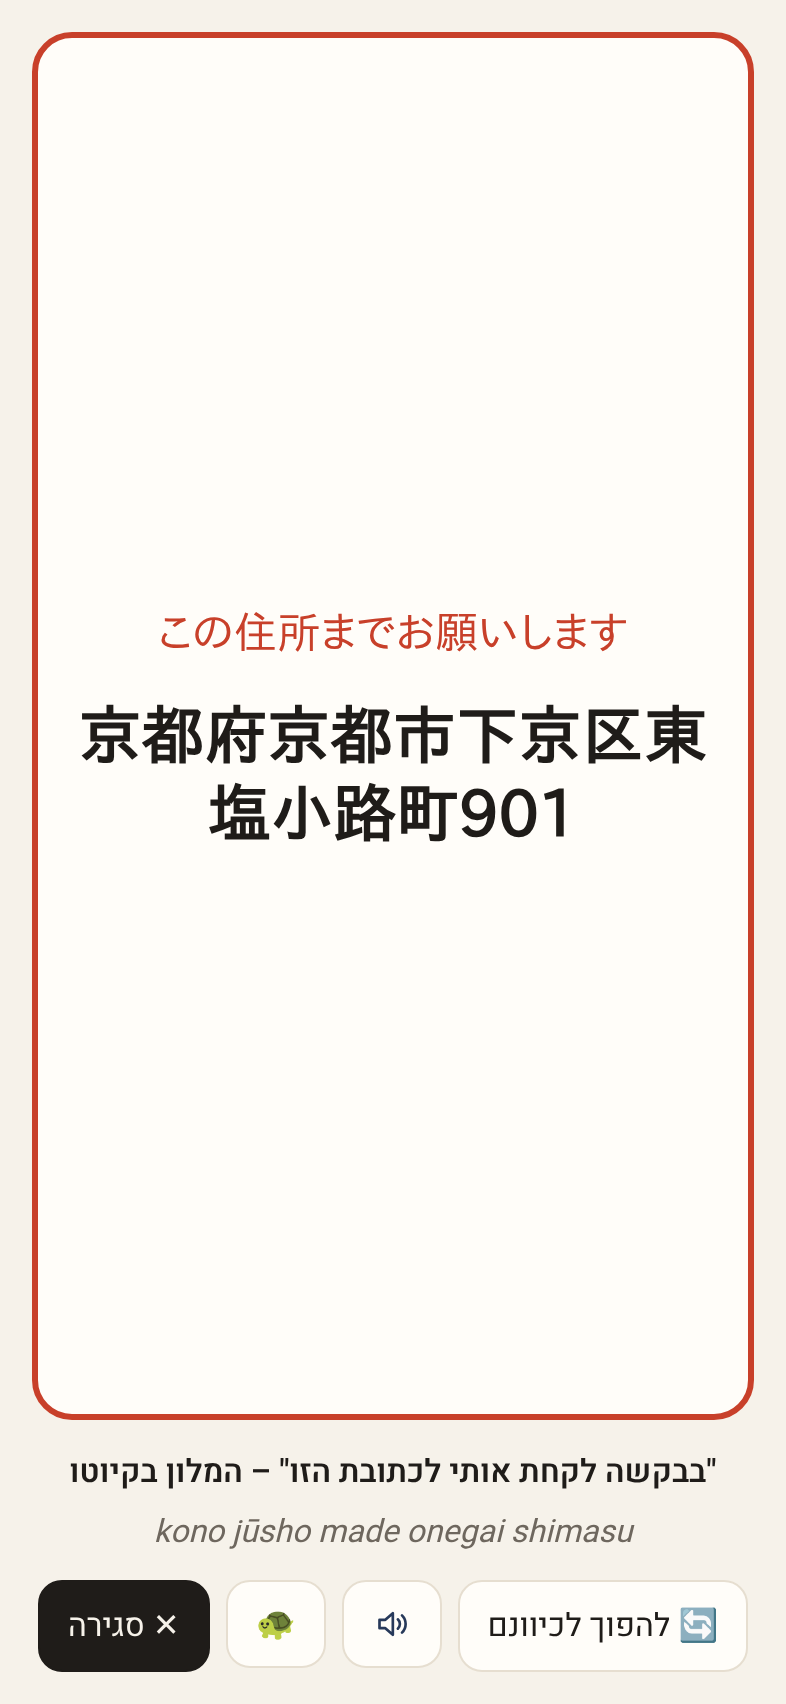 この住所までお願いします
京都府京都市下京区東
塩小路町901
"בבקשה לקחת אותי לכתובת הזו" – המלון בקיוטו
kono jūsho made onegai shimasu
🔄 להפוך לכיוונם
✕ סגירה